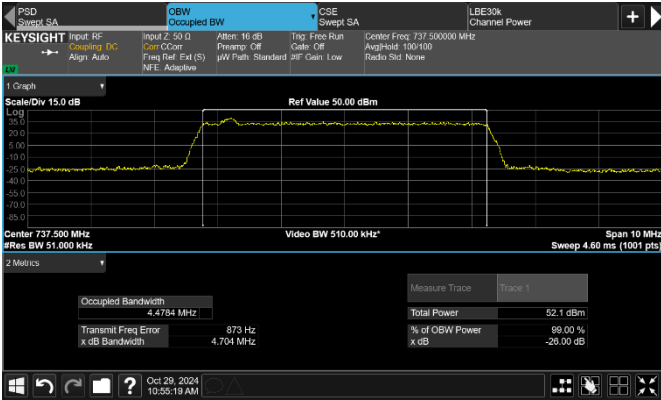 PSD
Swept SA
OBW
Occupied BW
CSE
Swept SA
LBE30k
Channel Power
+
KEYSIGHT
Input: RF
Coupling: DC
Align: Auto
Input Z: 50 Ω
Corr CCorr
Freq Ref: Ext (S)
NFE: Adaptive
Atten: 16 dB
Preamp: Off
µW Path: Standard
Trig: Free Run
Gate: Off
#IF Gain: Low
Center Freq: 737.500000 MHz
Avg|Hold: 100/100
Radio Std: None
LXI
1 Graph
Scale/Div 15.0 dB
Ref Value 50.00 dBm
Log
35.0
20.0
5.00
-10.0
-25.0
-40.0
-55.0
-70.0
-85.0
Center 737.500 MHz
Video BW 510.00 kHz*
Span 10 MHz
#Res BW 51.000 kHz
Sweep 4.60 ms (1001 pts)
2 Metrics
Measure Trace
Trace 1
Occupied Bandwidth
4.4784 MHz
Total Power
52.1 dBm
Transmit Freq Error
873 Hz
% of OBW Power
99.00 %
x dB Bandwidth
4.704 MHz
x dB
-26.00 dB
?
Oct 29, 2024
10:55:19 AM